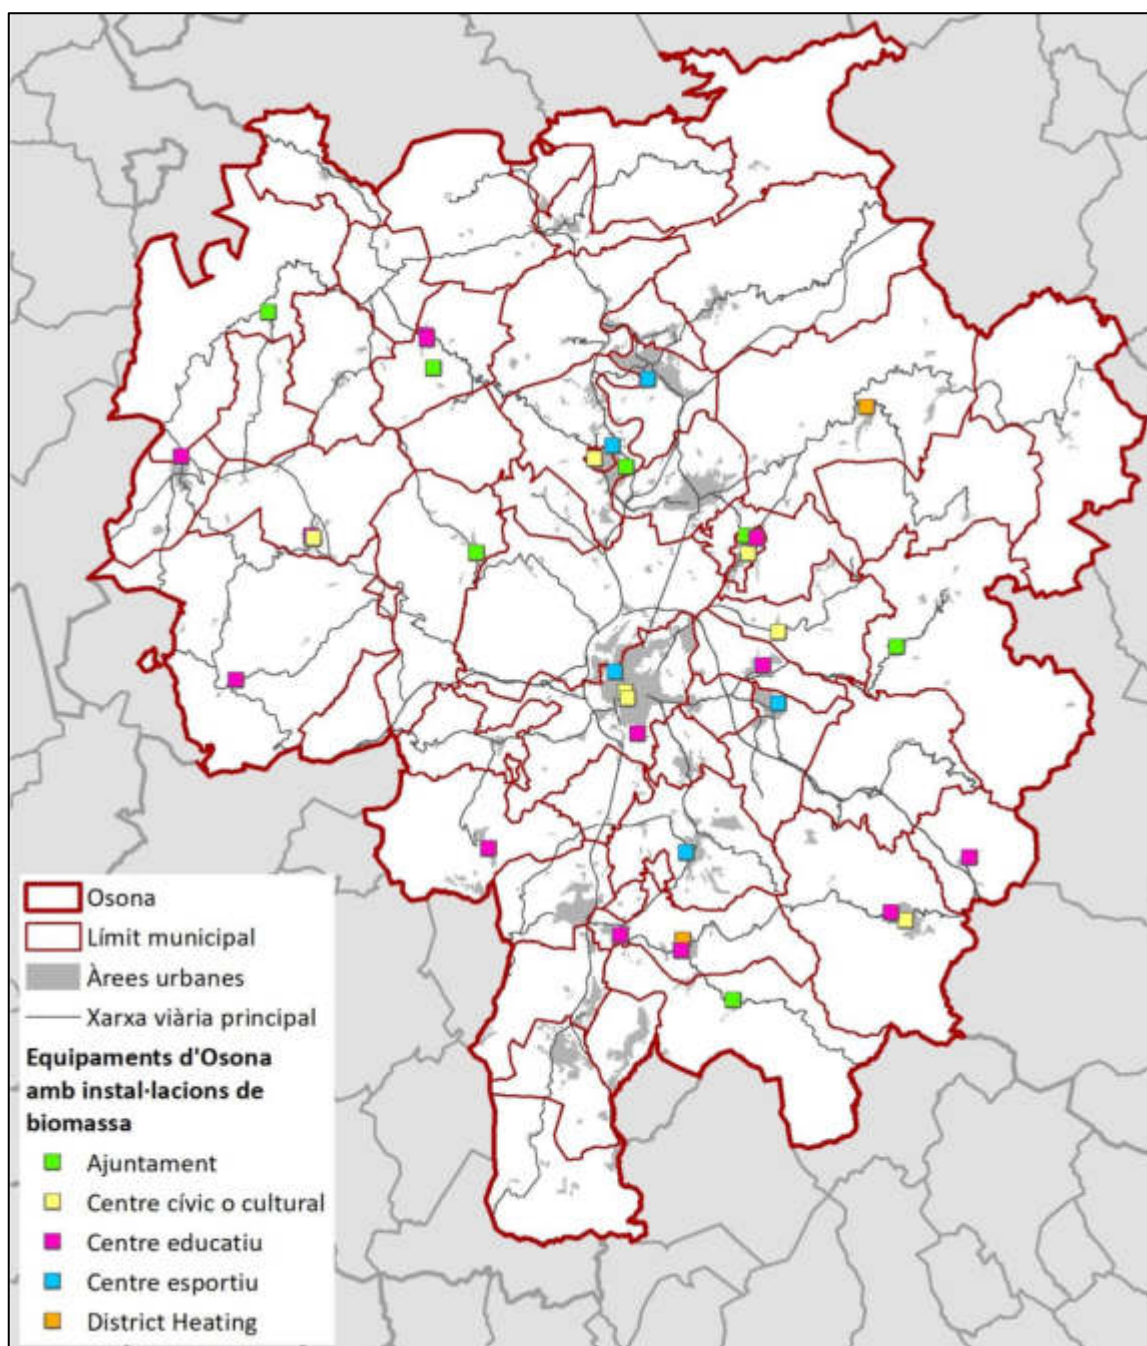 Osona
Límit municipal
Àrees urbanes
Xarxa viària principal
Equipaments d'Osona
amb instal·lacions de
biomassa
Ajuntament
Centre cívic o cultural
Centre educatiu
Centre esportiu
District Heating